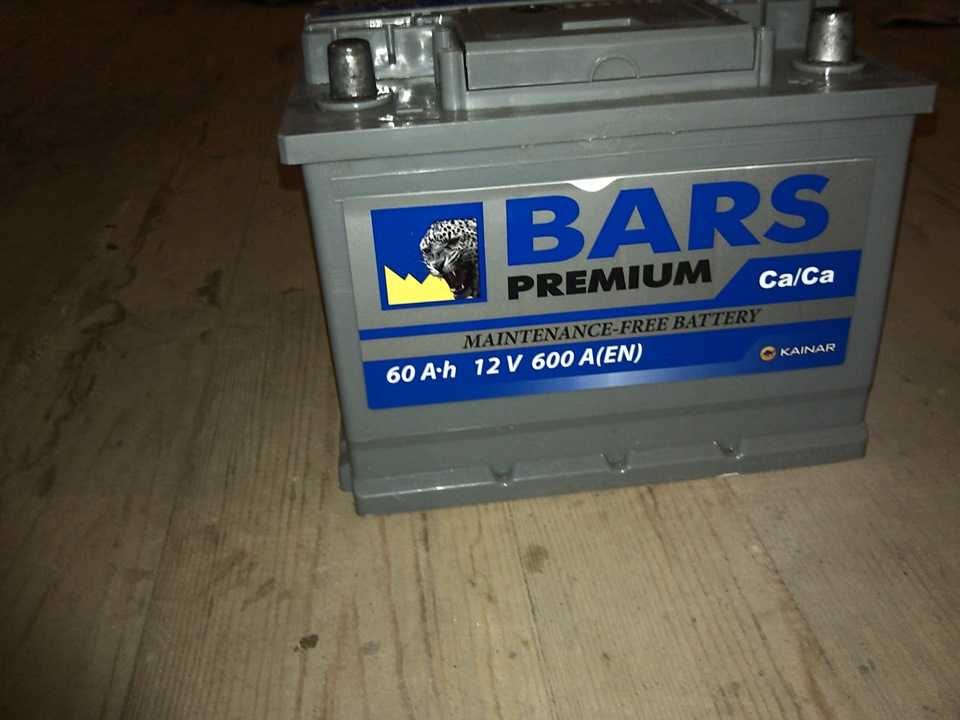 BARS
PREMIUM
Ca/Ca
MAINTENANCE-FREE BATTERY
60 A·h 12 V 600 A(EN)
KAINAR